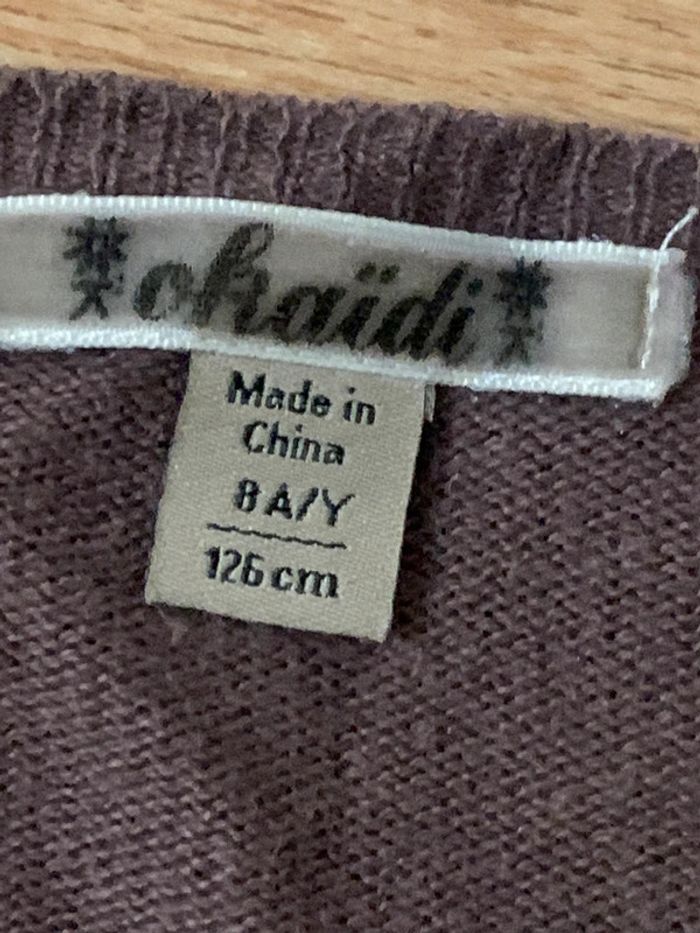 okaïdi
Made in
China
8 A/Y
126 cm